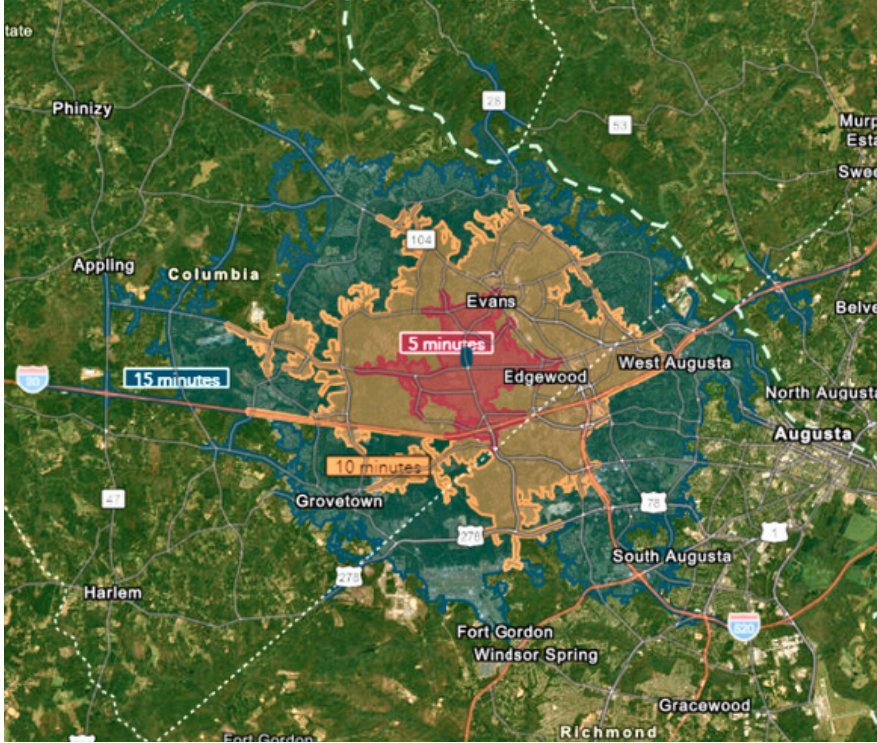 tate
28
53
Phinizy
Murp
Esta
Swee
104
Appling
Columbia
Evans
Belve
5 minutes
20
15 minutes
Edgewood
West Augusta
North Augusta
Augusta
10 minutes
47
Grovetown
78
278
1
278
South Augusta
Harlem
520
Fort Gordon
Windsor Spring
Gracewood
Richmond
Fort Gordon